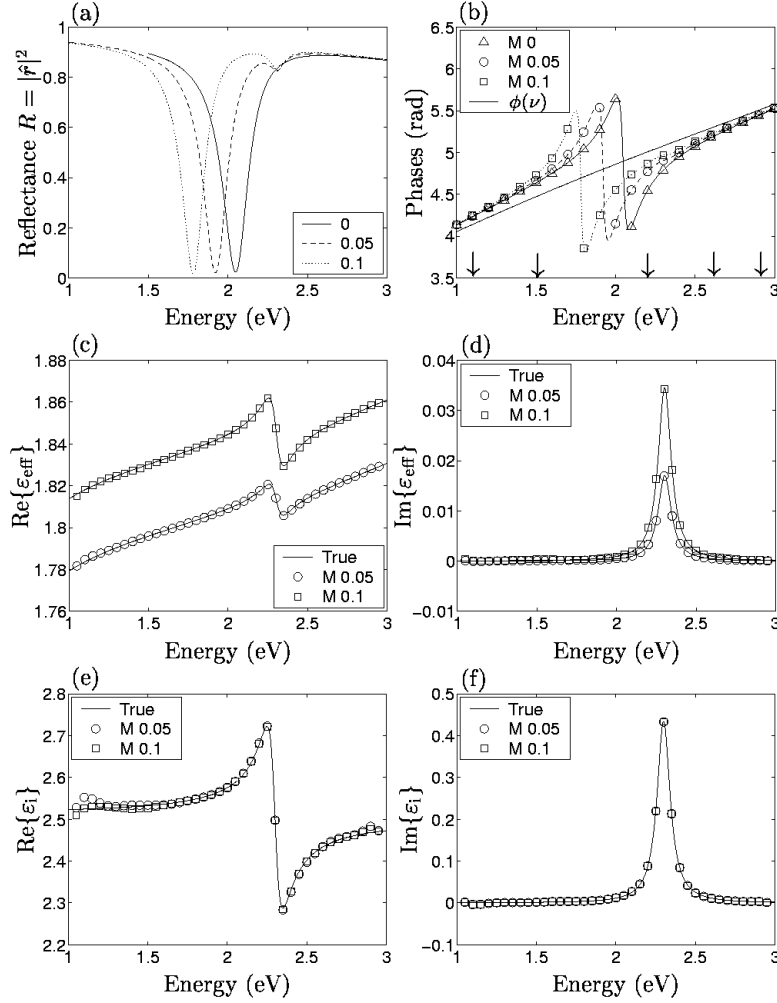 (a)
Reflectance R = |r̂|²
1
0.8
0.6
0.4
0.2
0
0
0.05
0.1
1 1.5 2 2.5 3
Energy (eV)
(b)
Phases (rad)
6.5
6
5.5
5
4.5
4
3.5
M 0
M 0.05
M 0.1
ϕ(ν)
1 1.5 2 2.5 3
Energy (eV)
(c)
Re{ε_eff}
1.88
1.86
1.84
1.82
1.8
1.78
1.76
True
M 0.05
M 0.1
1 1.5 2 2.5 3
Energy (eV)
(d)
Im{ε_eff}
0.04
0.03
0.02
0.01
0
−0.01
True
M 0.05
M 0.1
1 1.5 2 2.5 3
Energy (eV)
(e)
Re{ε_i}
2.8
2.7
2.6
2.5
2.4
2.3
2.2
True
M 0.05
M 0.1
1 1.5 2 2.5 3
Energy (eV)
(f)
Im{ε_i}
0.5
0.4
0.3
0.2
0.1
0
−0.1
True
M 0.05
M 0.1
1 1.5 2 2.5 3
Energy (eV)